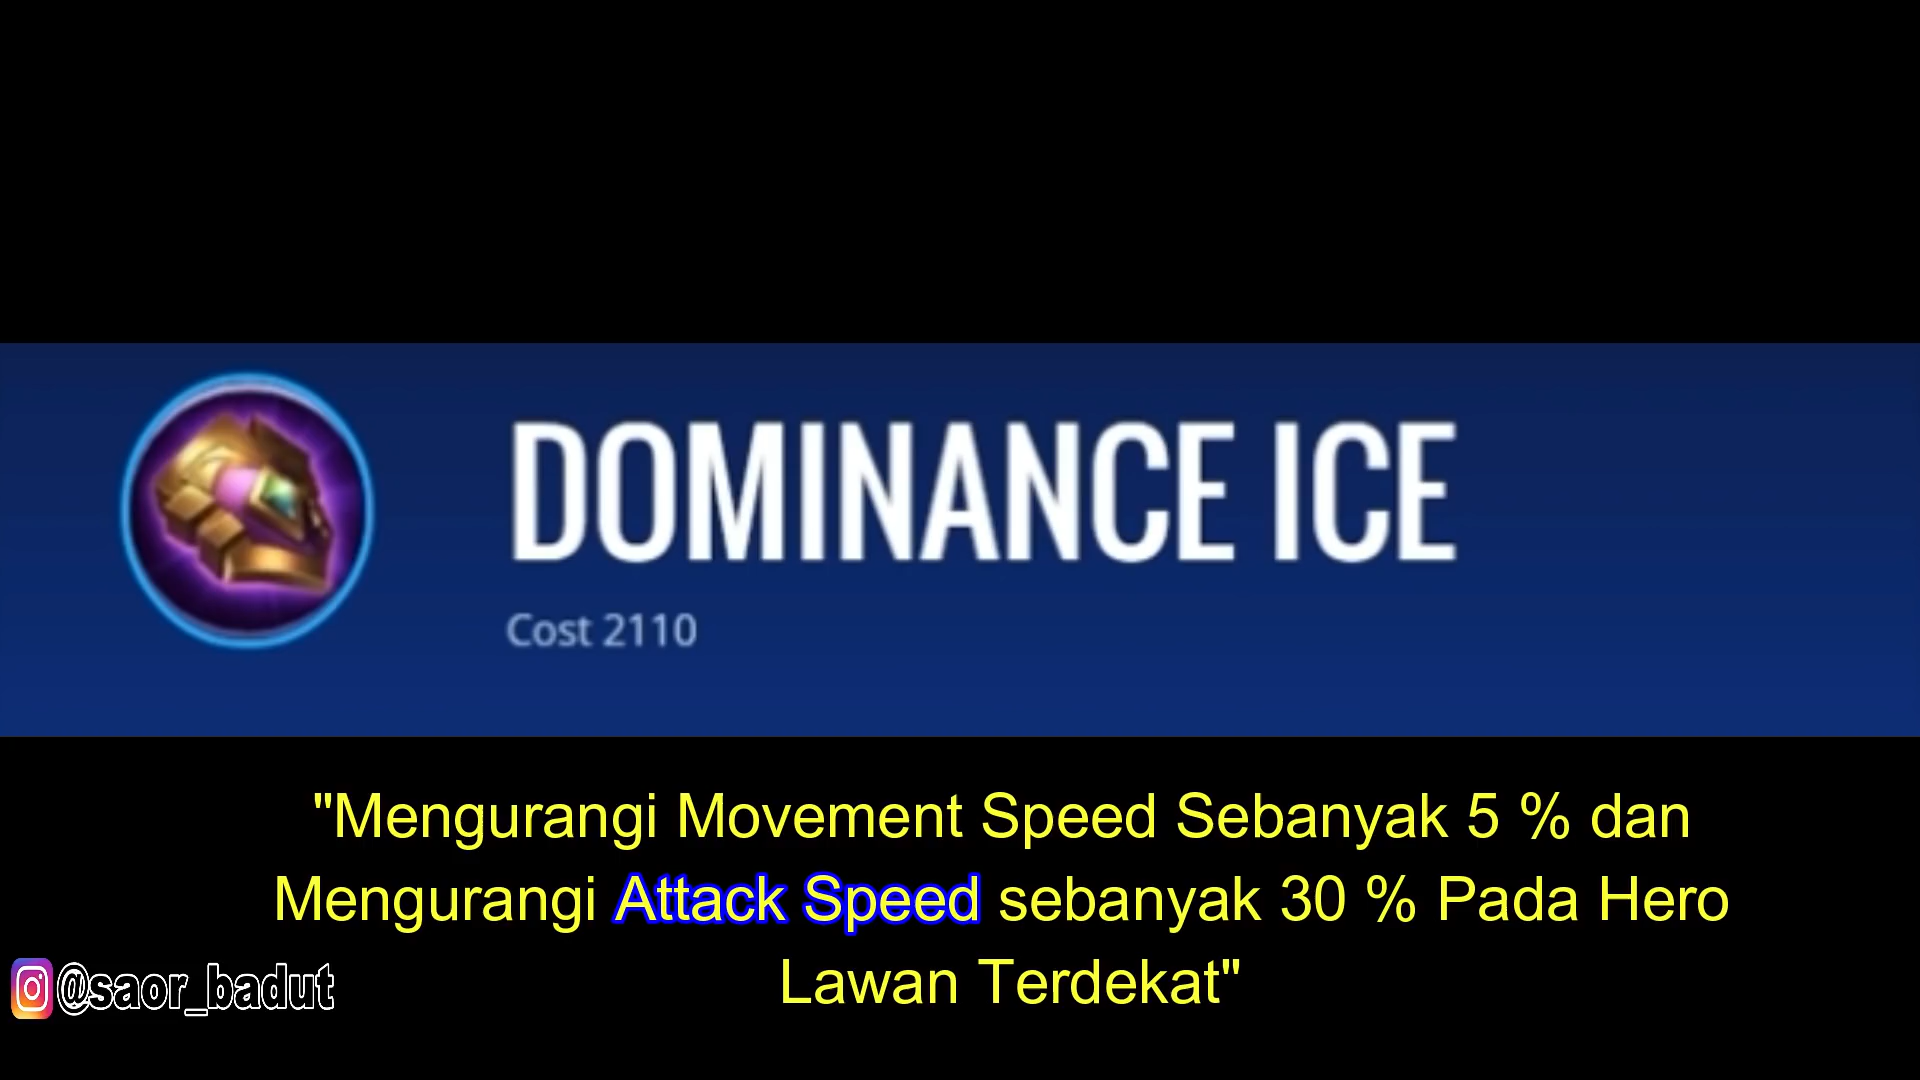 DOMINANCE ICE
Cost 2110
"Mengurangi Movement Speed Sebanyak 5 % dan
Mengurangi Attack Speed sebanyak 30 % Pada Hero
Lawan Terdekat"
@saor_badut